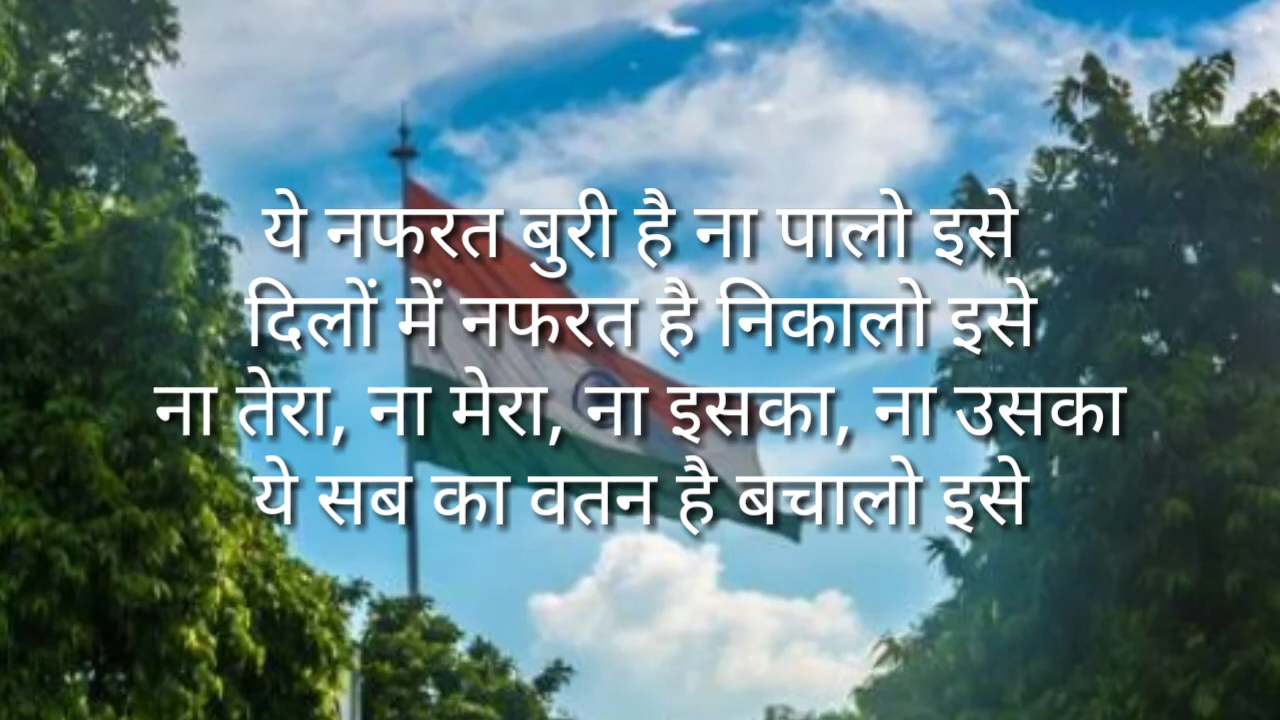 ये नफरत बुरी है ना पालो इसे
दिलों में नफरत है निकालो इसे
ना तेरा, ना मेरा, ना इसका, ना उसका
ये सब का वतन है बचालो इसे